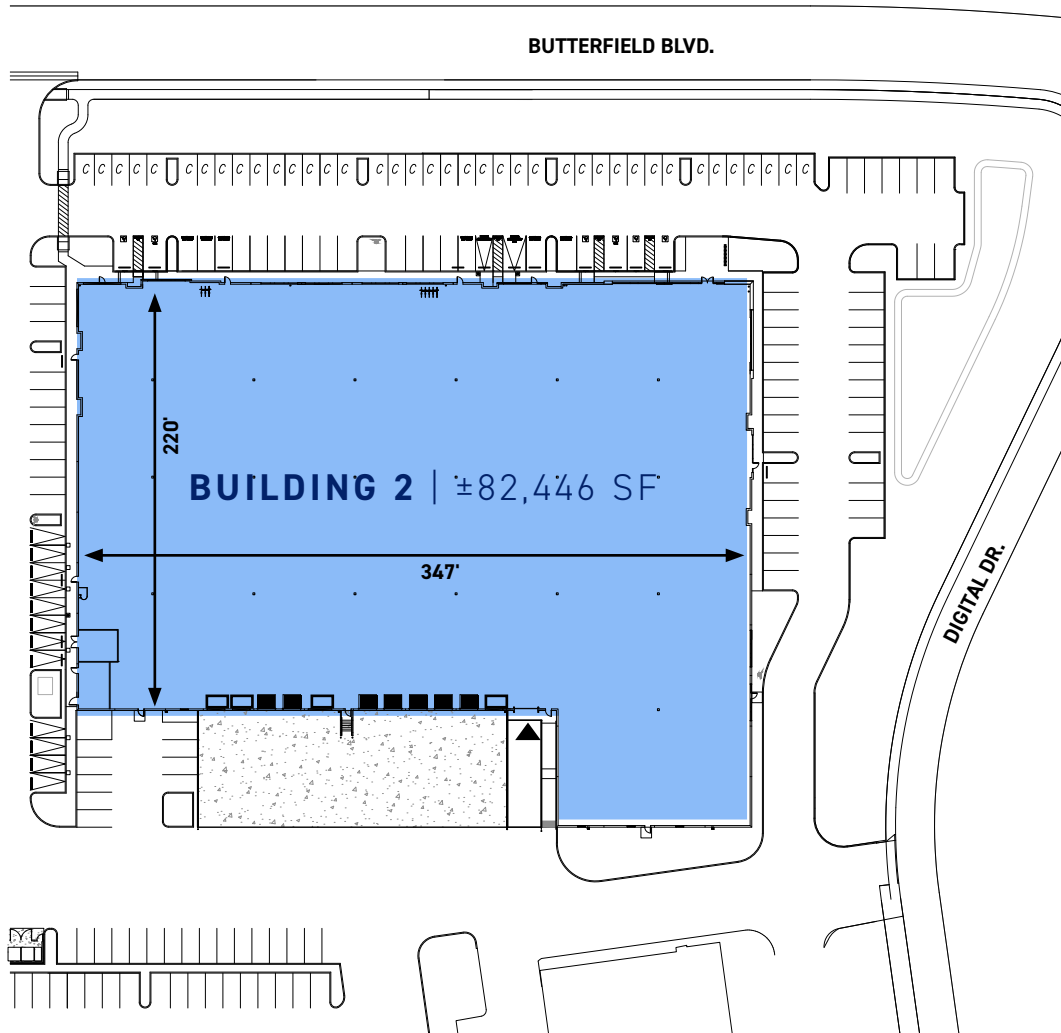 BUTTERFIELD BLVD.
C C C C C C C C C C C C C C C C C C C C C C C C C C C C C C C C C C C C C
220'
BUILDING 2 | ±82,446 SF
347'
DIGITAL DR.